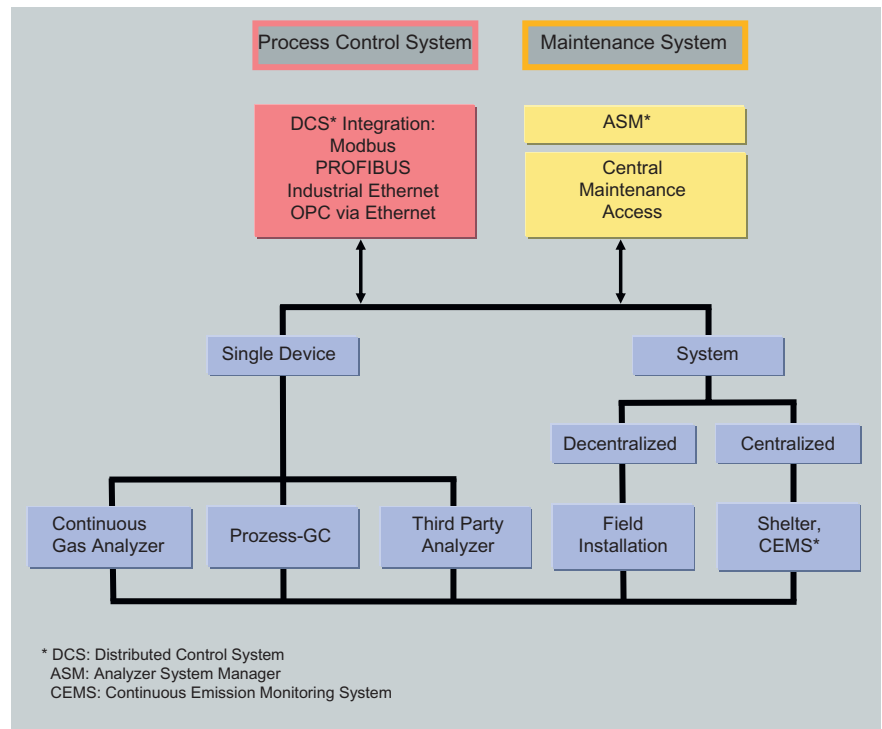 Process Control System
Maintenance System
DCS* Integration:
Modbus
PROFIBUS
Industrial Ethernet
OPC via Ethernet
ASM*
Central
Maintenance
Access
Single Device
System
Decentralized
Centralized
Continuous
Gas Analyzer
Prozess-GC
Third Party
Analyzer
Field
Installation
Shelter,
CEMS*
* DCS: Distributed Control System
ASM: Analyzer System Manager
CEMS: Continuous Emission Monitoring System